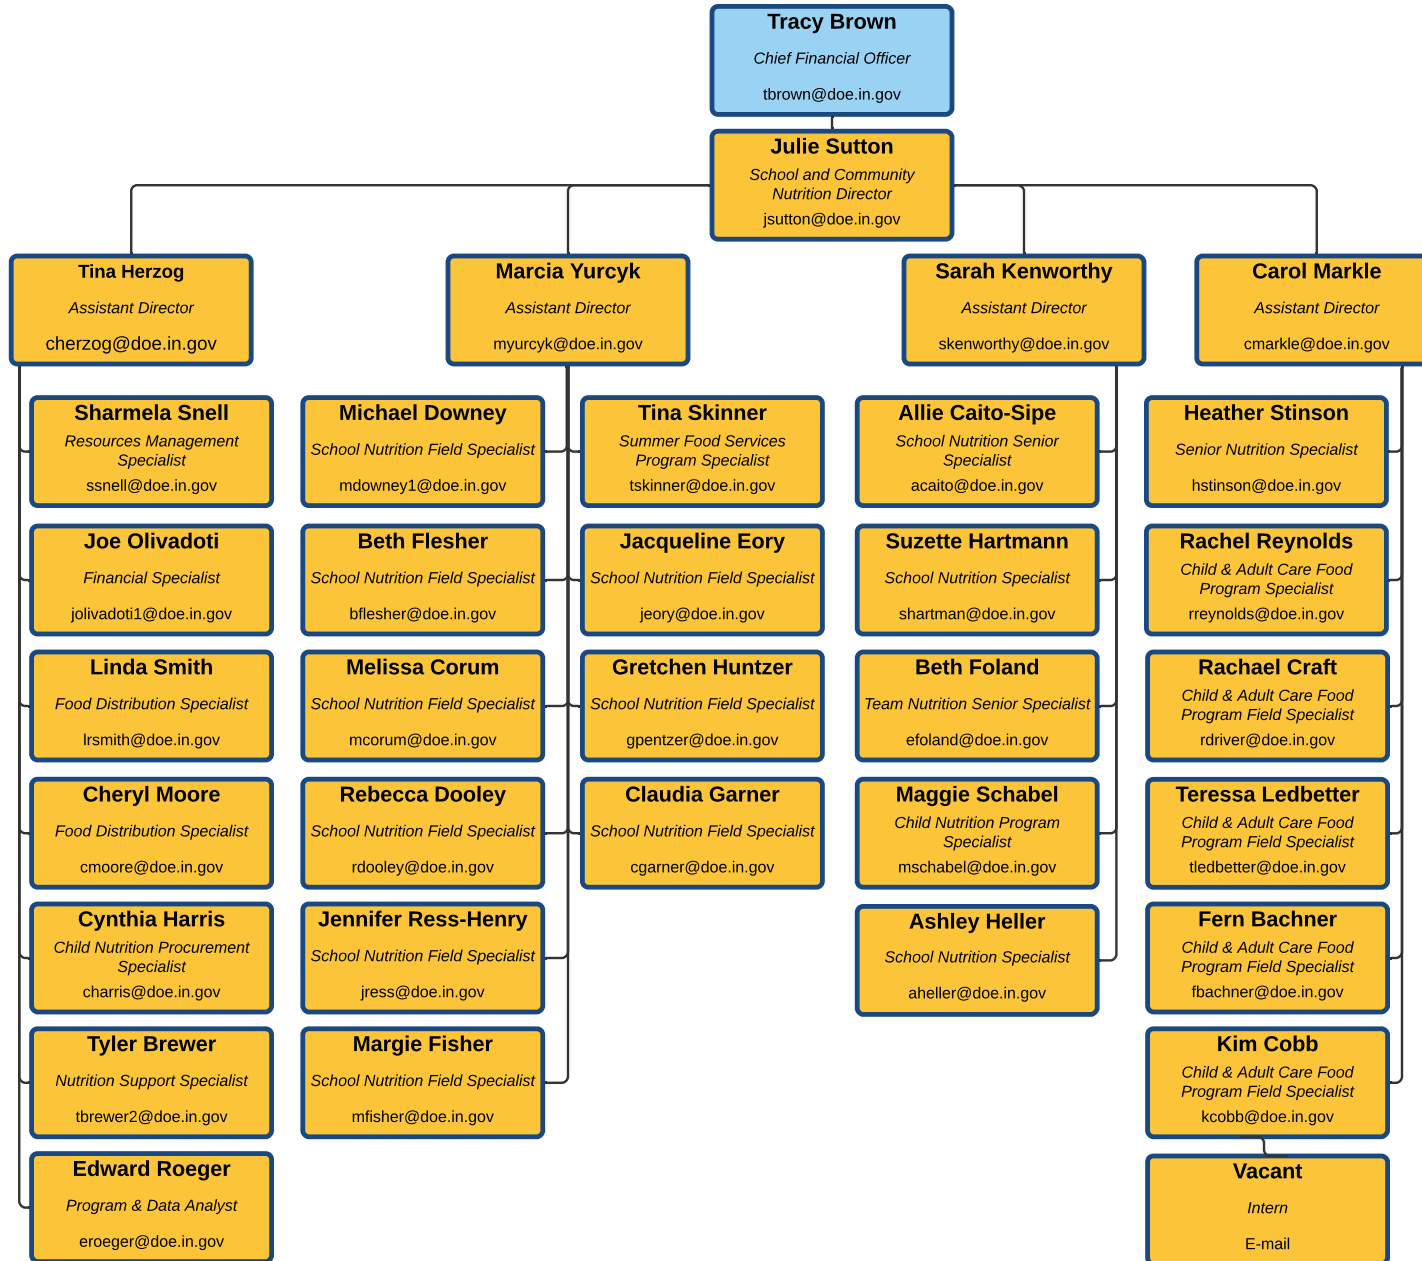 Tracy Brown
Chief Financial Officer
tbrown@doe.in.gov
Julie Sutton
School and Community
Nutrition Director
jsutton@doe.in.gov
Tina Herzog
Assistant Director
cherzog@doe.in.gov
Marcia Yurcyk
Assistant Director
myurcyk@doe.in.gov
Sarah Kenworthy
Assistant Director
skenworthy@doe.in.gov
Carol Markle
Assistant Director
cmarkle@doe.in.gov
Sharmela Snell
Resources Management
Specialist
ssnell@doe.in.gov
Michael Downey
School Nutrition Field Specialist
mdowney1@doe.in.gov
Tina Skinner
Summer Food Services
Program Specialist
tskinner@doe.in.gov
Allie Caito-Sipe
School Nutrition Senior
Specialist
acaito@doe.in.gov
Heather Stinson
Senior Nutrition Specialist
hstinson@doe.in.gov
Joe Olivadoti
Financial Specialist
jolivadoti1@doe.in.gov
Beth Flesher
School Nutrition Field Specialist
bflesher@doe.in.gov
Jacqueline Eory
School Nutrition Field Specialist
jeory@doe.in.gov
Suzette Hartmann
School Nutrition Specialist
shartman@doe.in.gov
Rachel Reynolds
Child & Adult Care Food
Program Specialist
rreynolds@doe.in.gov
Linda Smith
Food Distribution Specialist
lrsmith@doe.in.gov
Melissa Corum
School Nutrition Field Specialist
mcorum@doe.in.gov
Gretchen Huntzer
School Nutrition Field Specialist
gpentzer@doe.in.gov
Beth Foland
Team Nutrition Senior Specialist
efoland@doe.in.gov
Rachael Craft
Child & Adult Care Food
Program Field Specialist
rdriver@doe.in.gov
Cheryl Moore
Food Distribution Specialist
cmoore@doe.in.gov
Rebecca Dooley
School Nutrition Field Specialist
rdooley@doe.in.gov
Claudia Garner
School Nutrition Field Specialist
cgarner@doe.in.gov
Maggie Schabel
Child Nutrition Program
Specialist
mschabel@doe.in.gov
Teressa Ledbetter
Child & Adult Care Food
Program Field Specialist
tledbetter@doe.in.gov
Cynthia Harris
Child Nutrition Procurement
Specialist
charris@doe.in.gov
Jennifer Ress-Henry
School Nutrition Field Specialist
jress@doe.in.gov
Ashley Heller
School Nutrition Specialist
aheller@doe.in.gov
Fern Bachner
Child & Adult Care Food
Program Field Specialist
fbachner@doe.in.gov
Tyler Brewer
Nutrition Support Specialist
tbrewer2@doe.in.gov
Margie Fisher
School Nutrition Field Specialist
mfisher@doe.in.gov
Kim Cobb
Child & Adult Care Food
Program Field Specialist
kcobb@doe.in.gov
Edward Roeger
Program & Data Analyst
eroeger@doe.in.gov
Vacant
Intern
E-mail